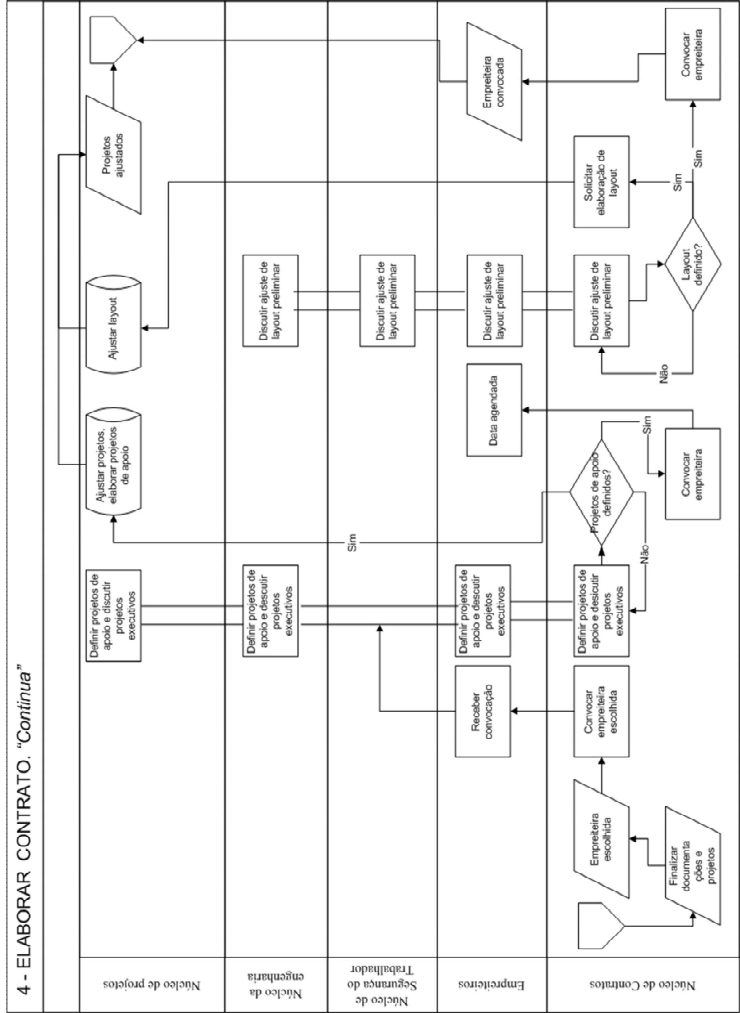 4 - ELABORAR CONTRATO. "Continua"
Núcleo de projetos
Definir projetos de
apoio e discutir
projetos
executivos
Ajustar projetos,
elaborar projetos
de apoio
Ajustar layout
Projetos
ajustados
Núcleo da
engenharia
Definir projetos de
apoio e descutir
projetos
executivos
Discutir ajuste de
layout preliminar
Núcleo de
Segurança do
Trabalhador
Sim
Discutir ajuste de
layout preliminar
Empreiteiros
Receber
convocação
Definir projetos de
apoio e descutir
projetos
executivos
Data agendada
Discutir ajuste de
layout preliminar
Empreiteira
convocada
Núcleo de Contratos
Finalizar
documenta
ções e
projetos
Empreiteira
escolhida
Convocar
empreiteira
escolhida
Definir projetos de
apoio e desicutir
projetos
executivos
Projetos de apoio
definidos?
Não
Sim
Convocar
empreiteira
Discutir ajuste de
layout preliminar
Não
Layout
definido?
Sim
Solicitar
elaboração de
layout
Sim
Convocar
empreiteira